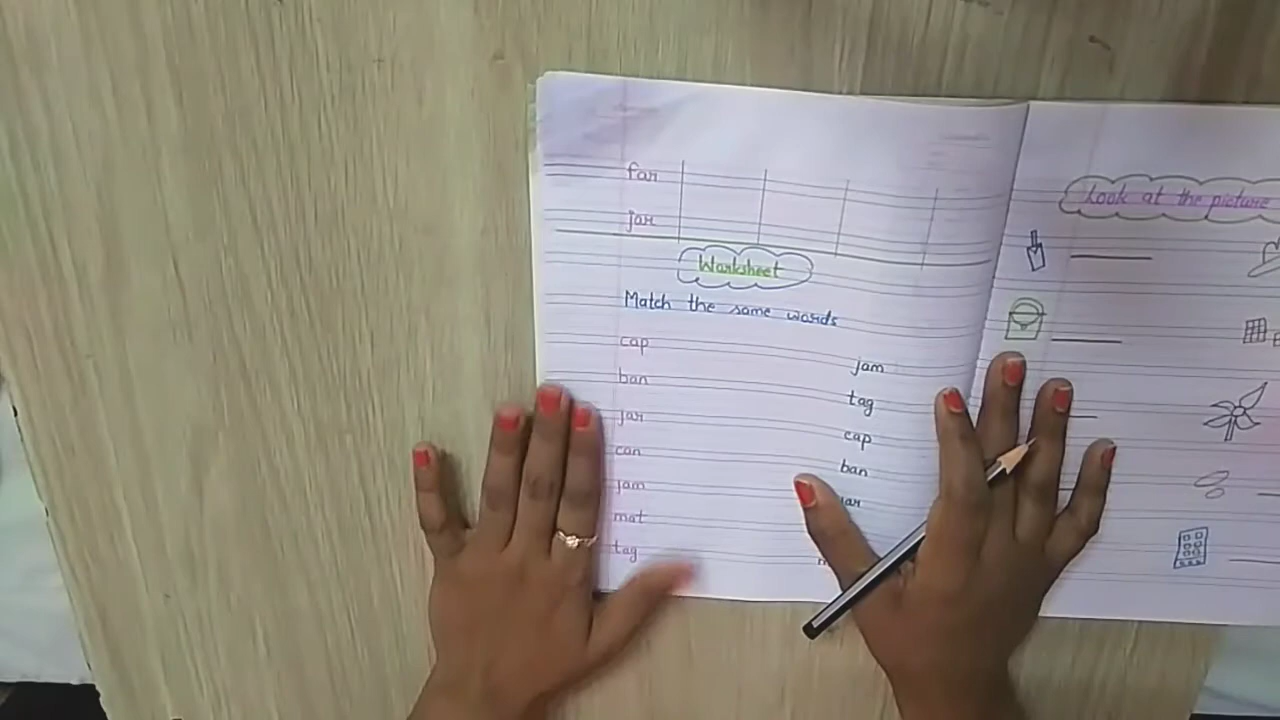 far
jar
Worksheet
Match the same words
cap
jam
ban
tag
jar
cap
can
ban
jam
mat
tag
Look at the picture